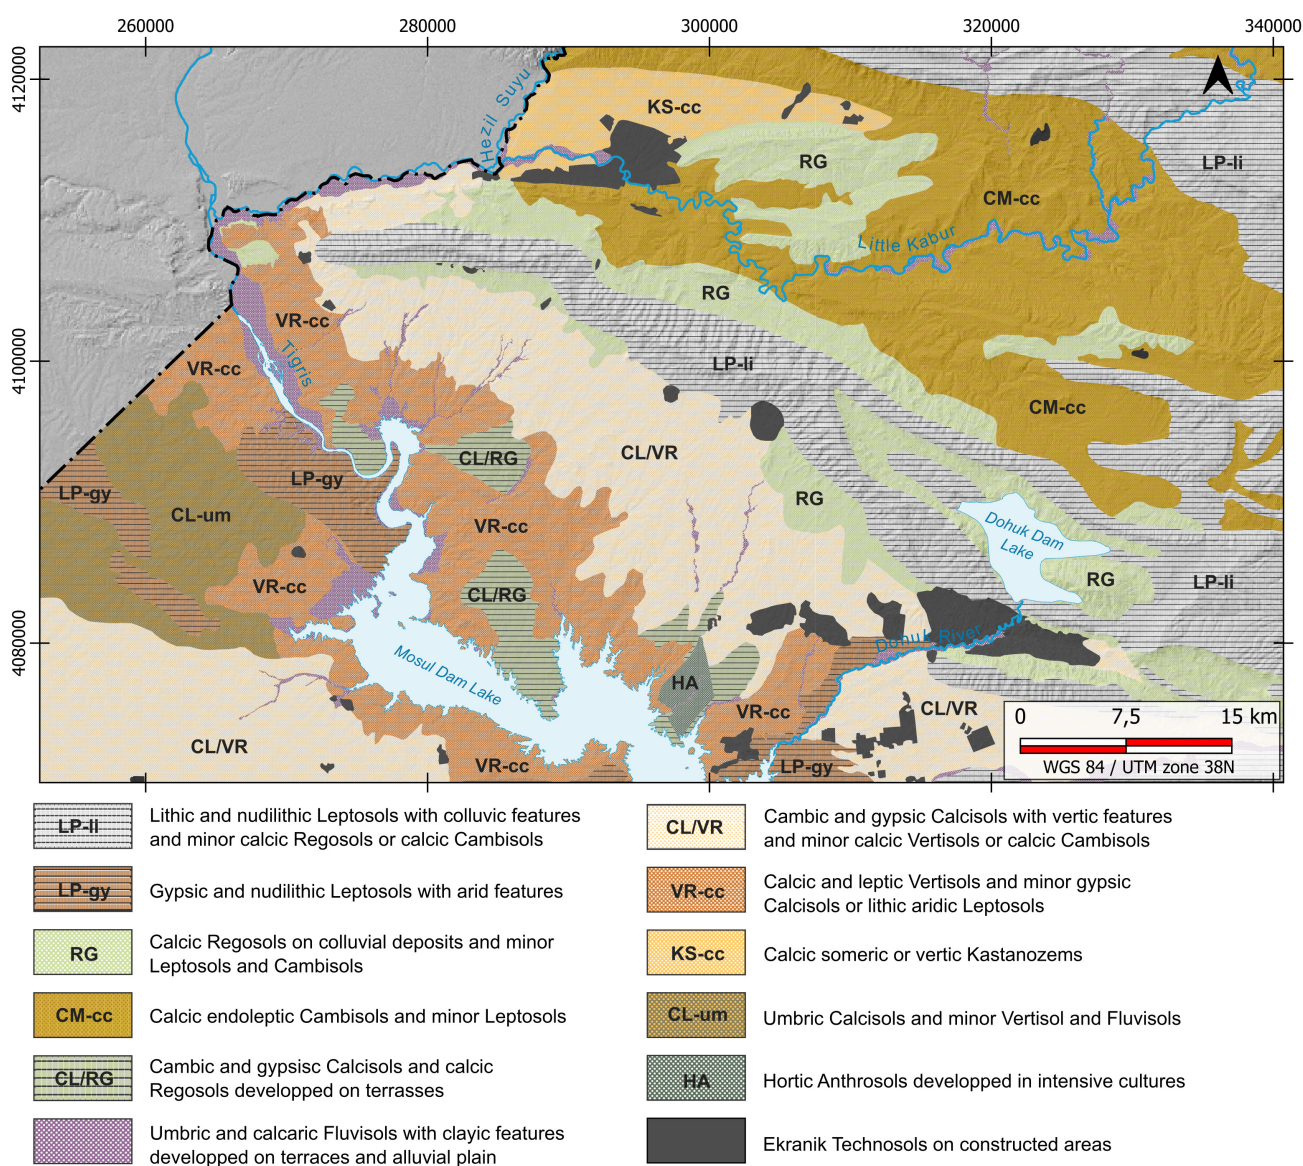 260000
280000
300000
320000
340000
4120000
4100000
4080000
Hezil Suyu
KS-cc
RG
LP-li
CM-cc
Little Kabur
RG
VR-cc
VR-cc
Tigris
LP-li
CM-cc
CL/VR
CL/RG
LP-gy
LP-gy
RG
CL-um
VR-cc
Dohuk Dam
Lake
RG
LP-li
VR-cc
CL/RG
Dohuk River
Mosul Dam Lake
HA
VR-cc
CL/VR
CL/VR
VR-cc
LP-gy
0 7,5 15 km
WGS 84 / UTM zone 38N
LP-li
Lithic and nudilithic Leptosols with colluvic features
and minor calcic Regosols or calcic Cambisols
LP-gy
Gypsic and nudilithic Leptosols with arid features
RG
Calcic Regosols on colluvial deposits and minor
Leptosols and Cambisols
CM-cc
Calcic endoleptic Cambisols and minor Leptosols
CL/RG
Cambic and gypsisc Calcisols and calcic
Regosols developped on terrasses
Umbric and calcaric Fluvisols with clayic features
developped on terraces and alluvial plain
CL/VR
Cambic and gypsic Calcisols with vertic features
and minor calcic Vertisols or calcic Cambisols
VR-cc
Calcic and leptic Vertisols and minor gypsic
Calcisols or lithic aridic Leptosols
KS-cc
Calcic someric or vertic Kastanozems
CL-um
Umbric Calcisols and minor Vertisol and Fluvisols
HA
Hortic Anthrosols developped in intensive cultures
Ekranik Technosols on constructed areas